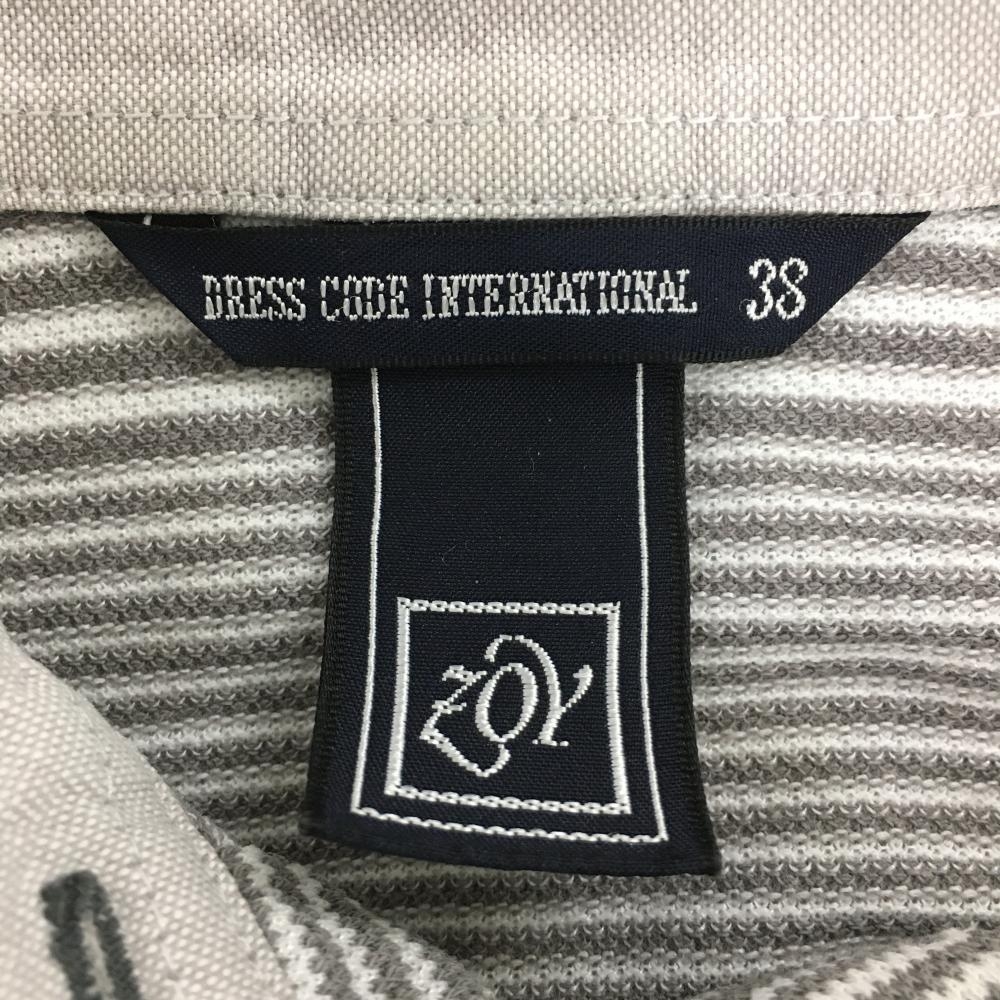 DRESS CODE INTERNATIONAL 38
ZOY